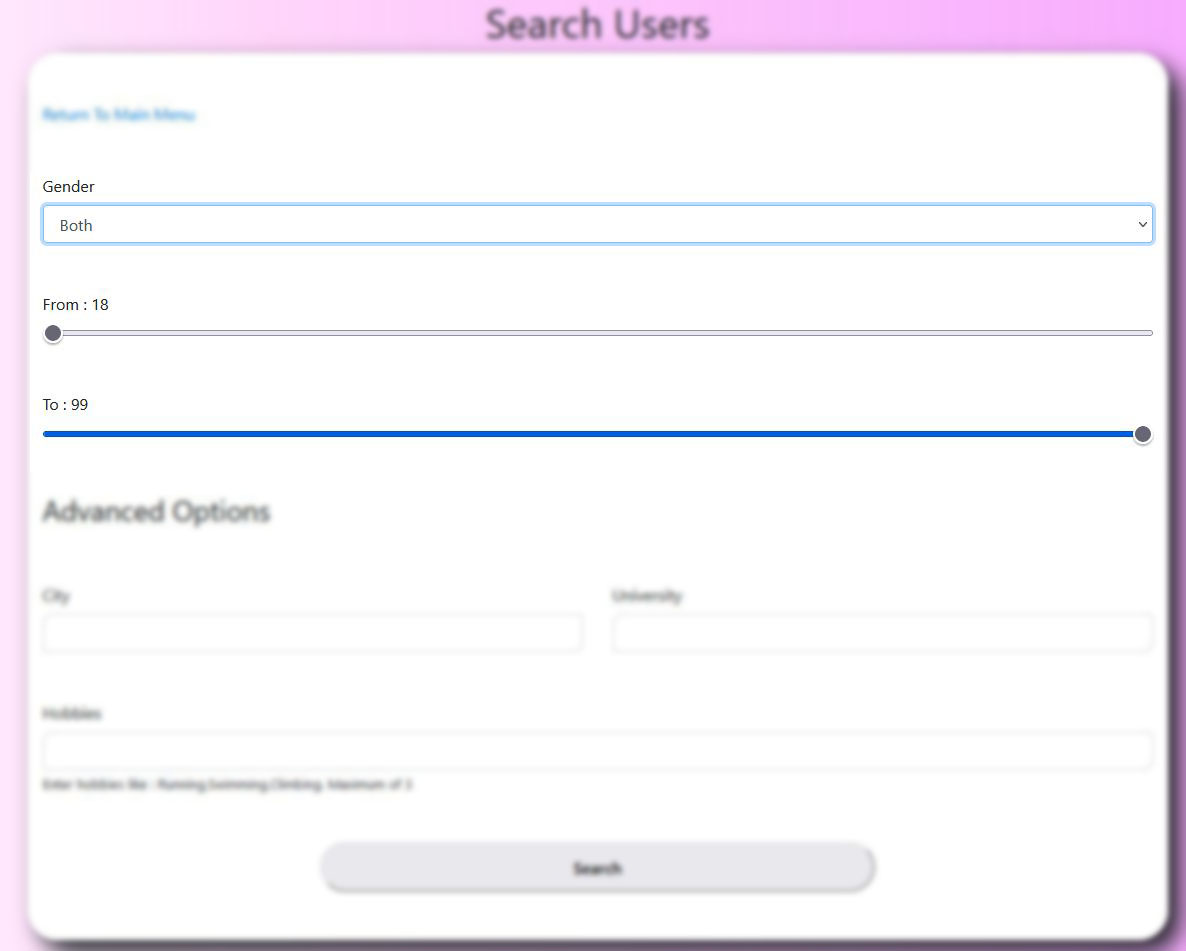 Search Users
Return To Main Menu
Gender
Both
From : 18
To : 99
Advanced Options
City
University
Hobbies
Enter hobbies like : Running,Swimming,Climbing. Maximum of 3
Search